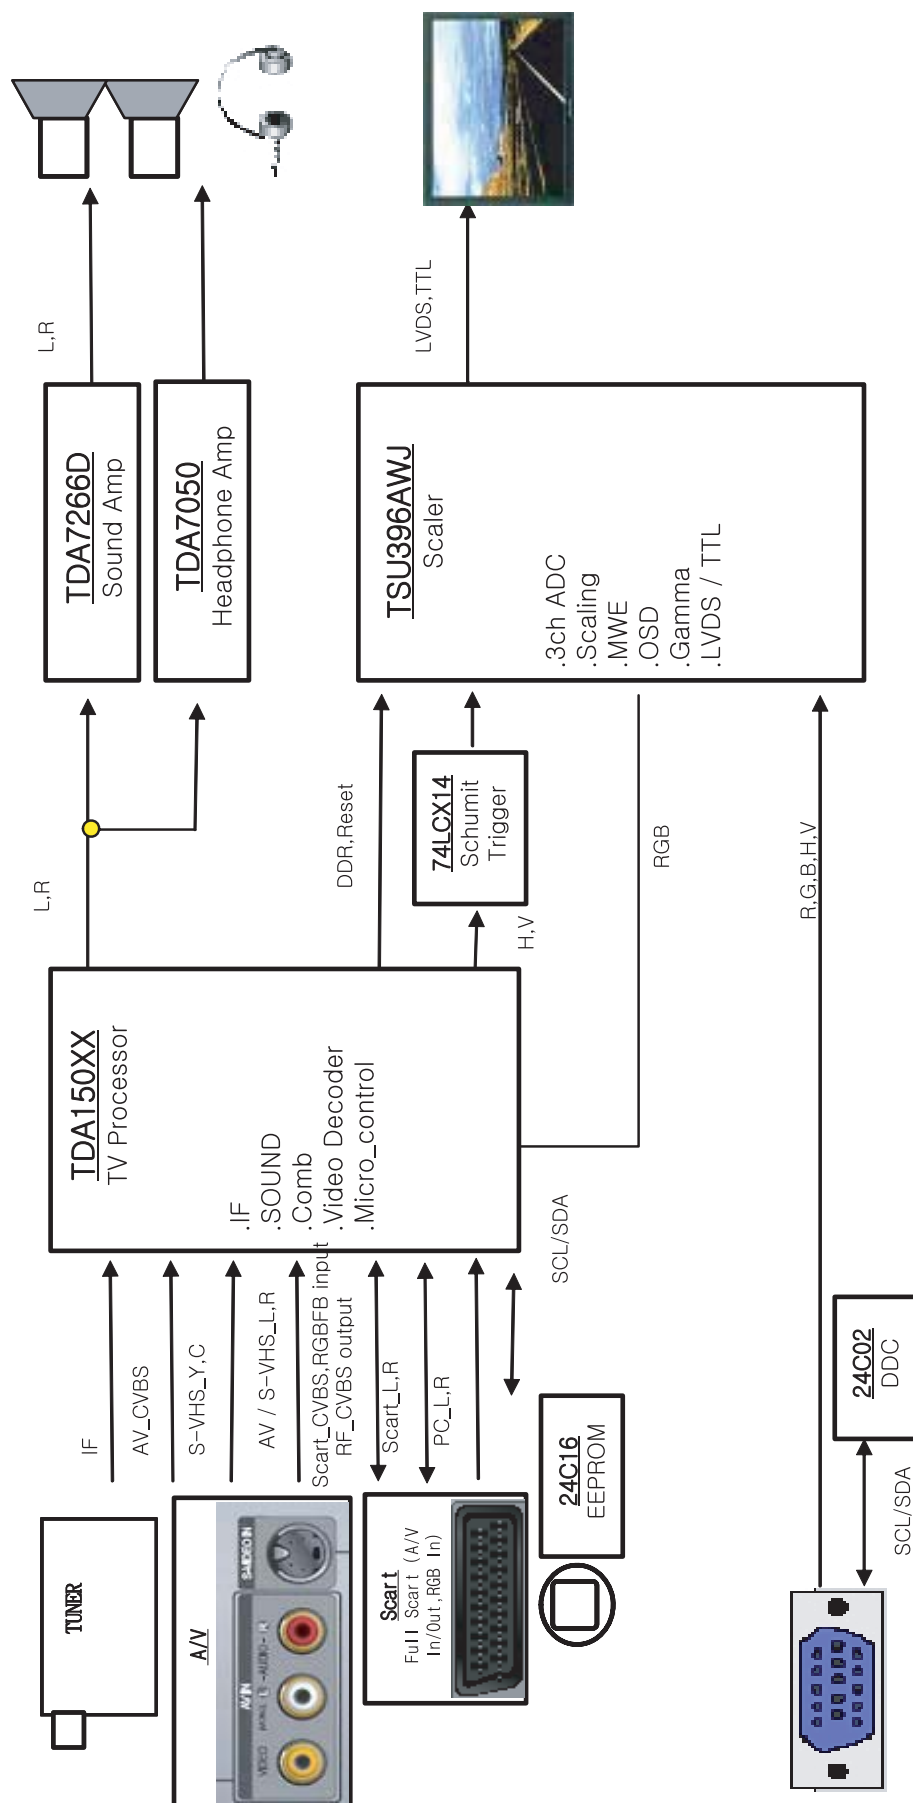 TUNER
A/V
AV IN
VIDEO
AUDIO
Scart
Full Scart (A/V
In/Out,RGB In)
24C16
EEPROM
24C02
DDC
SCL/SDA
IF
AV_CVBS
S-VHS_Y,C
AV / S-VHS_L,R
Scart_CVBS,RGBFB input
RF_CVBS output
Scart_L,R
PC_L,R
SCL/SDA
TDA150XX
TV Processor
.IF
.SOUND
.Comb
.Video Decoder
.Micro_control
L,R
DDR,Reset
H,V
74LCX14
Schumit
Trigger
RGB
R,G,B,H,V
TDA7266D
Sound Amp
TDA7050
Headphone Amp
TSU396AWJ
Scaler
.3ch ADC
.Scaling
.MWE
.OSD
.Gamma
.LVDS / TTL
L,R
LVDS,TTL